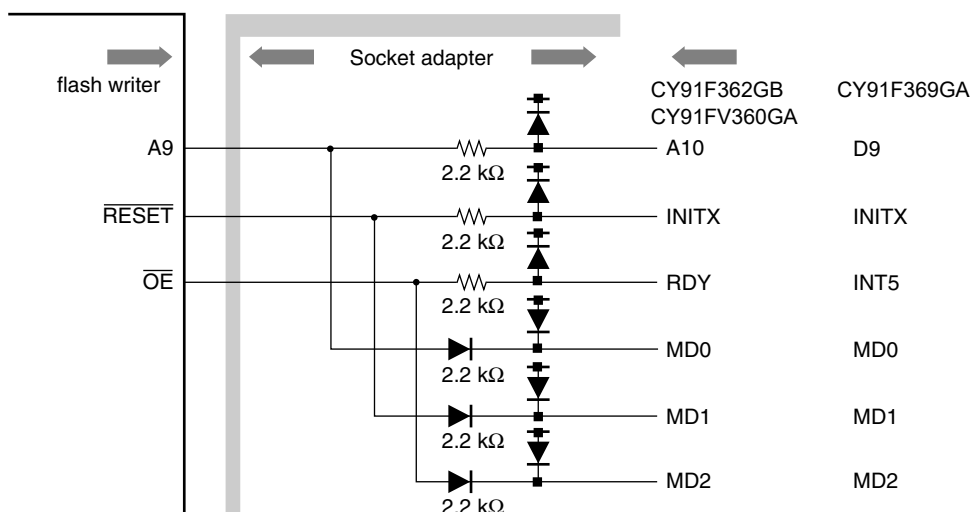 flash writer
Socket adapter
CY91F362GB
CY91FV360GA
CY91F369GA
A9
2.2 kΩ
A10
D9
RESET
2.2 kΩ
INITX
INITX
OE
2.2 kΩ
RDY
INT5
2.2 kΩ
MD0
MD0
2.2 kΩ
MD1
MD1
2.2 kΩ
MD2
MD2